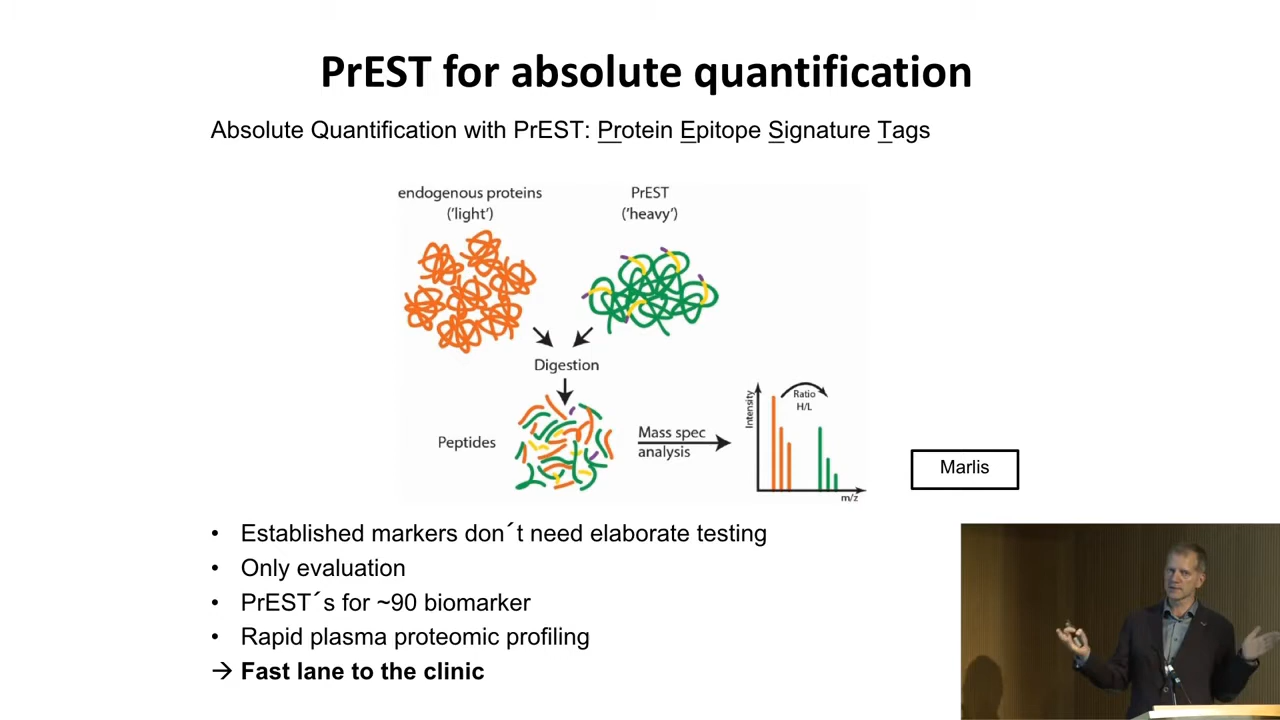 PrEST for absolute quantification
Absolute Quantification with PrEST: Protein Epitope Signature Tags
endogenous proteins
('light')
PrEST
('heavy')
Digestion
Peptides
Mass spec
analysis
Intensity
Ratio
H/L
m/z
Marlis
• Established markers don´t need elaborate testing
• Only evaluation
• PrEST´s for ~90 biomarker
• Rapid plasma proteomic profiling
→ Fast lane to the clinic